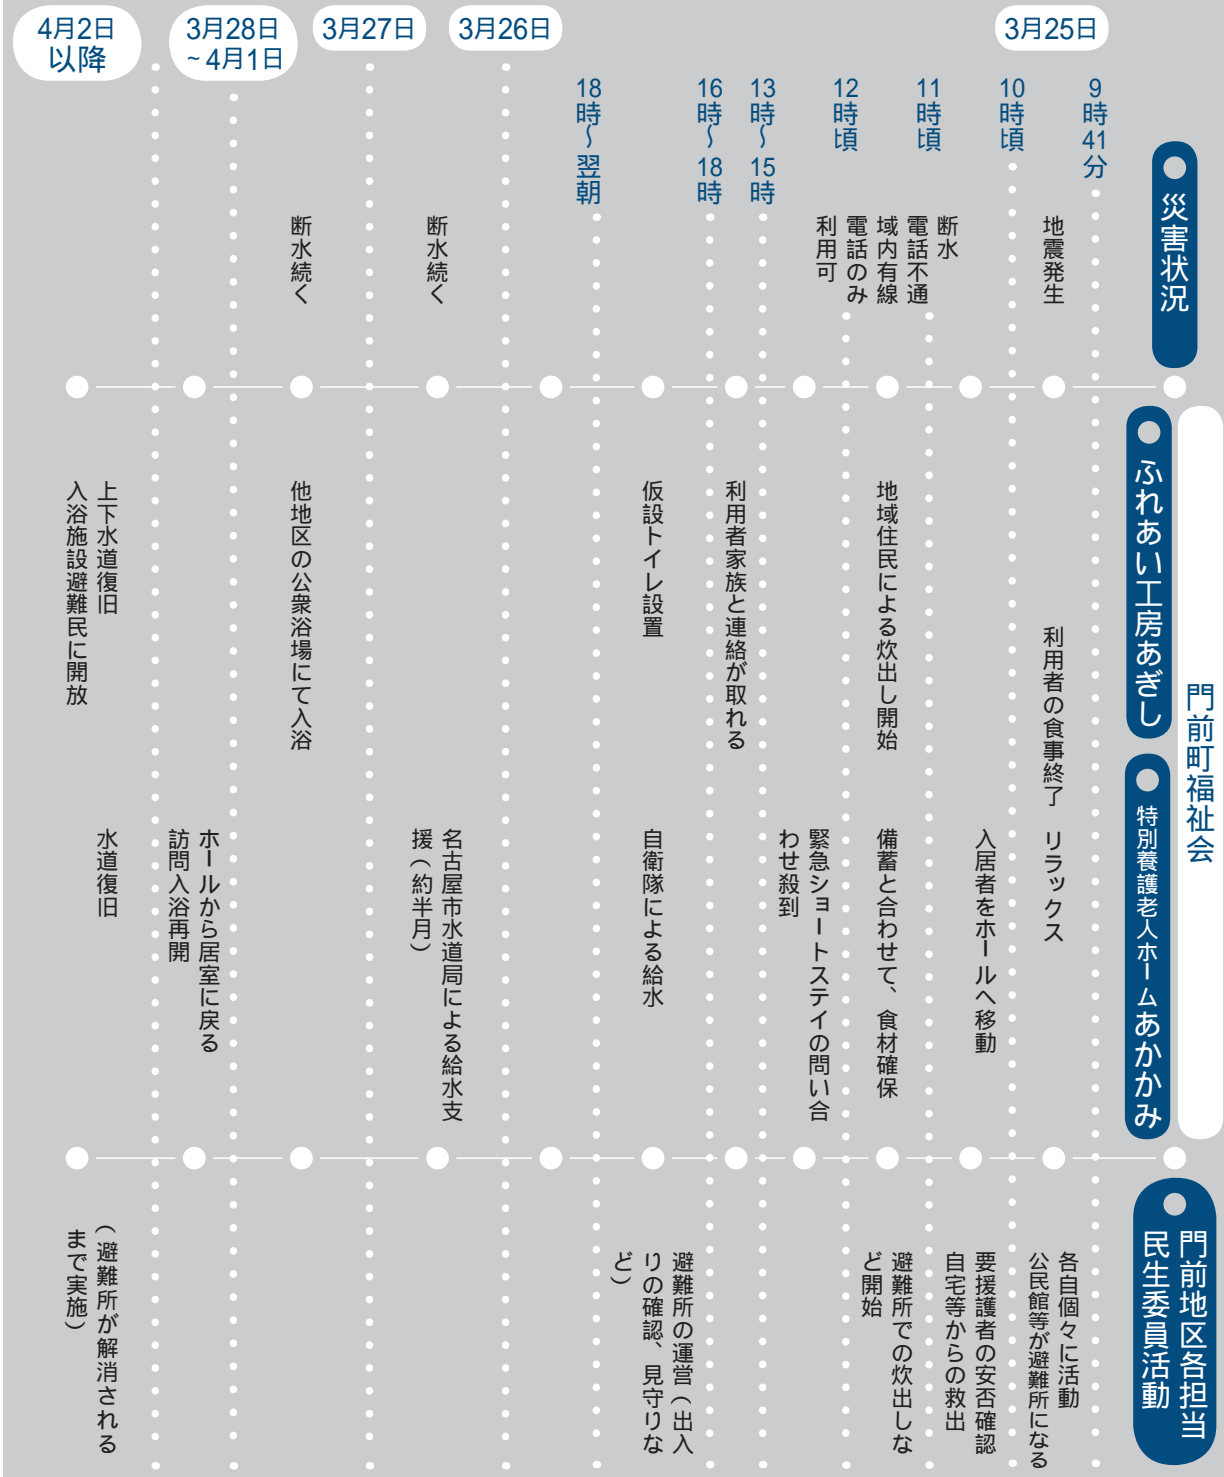 3月25日
3月26日
3月27日
3月28日
~4月1日
4月2日
以降
9時41分
10時頃
11時頃
12時頃
13時～15時
16時～18時
18時～翌朝
災害状況
地震発生
断水
電話不通
域内有線
電話のみ
利用可
断水続く
断水続く
門前町福祉会
ふれあい工房あぎし
利用者の食事終了
地域住民による炊出し開始
利用者家族と連絡が取れる
仮設トイレ設置
他地区の公衆浴場にて入浴
上下水道復旧
入浴施設避難民に開放
特別養護老人ホームあかかみ
リラックス
入居者をホールへ移動
備蓄と合わせて、食材確保
緊急ショートステイの問い合
わせ殺到
自衛隊による給水
名古屋市水道局による給水支
援（約半月）
ホールから居室に戻る
訪問入浴再開
水道復旧
門前地区各担当
民生委員活動
各自個々に活動
公民館等が避難所になる
要援護者の安否確認
自宅等からの救出
避難所での炊出しな
ど開始
避難所の運営（出入
りの確認、見守りな
ど）
（避難所が解消される
まで実施）